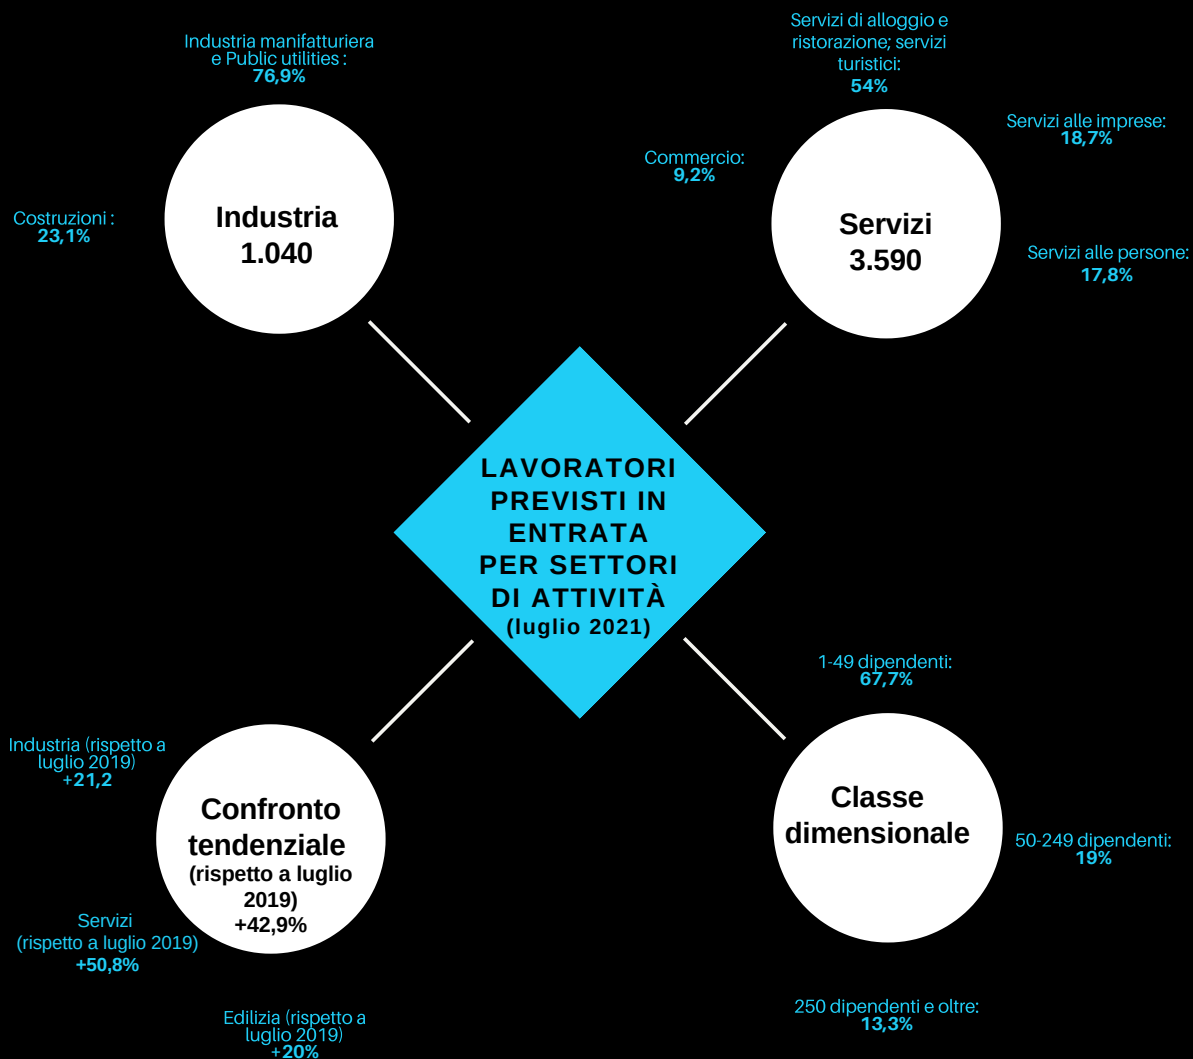 Industria manifatturiera
e Public utilities :
76,9%
Costruzioni :
23,1%
Industria
1.040
Servizi di alloggio e
ristorazione; servizi
turistici:
54%
Commercio:
9,2%
Servizi alle imprese:
18,7%
Servizi alle persone:
17,8%
Servizi
3.590
LAVORATORI
PREVISTI IN
ENTRATA
PER SETTORI
DI ATTIVITÀ
(luglio 2021)
Industria (rispetto a
luglio 2019)
+21,2
Confronto
tendenziale
(rispetto a luglio
2019)
+42,9%
Servizi
(rispetto a luglio 2019)
+50,8%
Edilizia (rispetto a
luglio 2019)
+20%
1-49 dipendenti:
67,7%
Classe
dimensionale
50-249 dipendenti:
19%
250 dipendenti e oltre:
13,3%